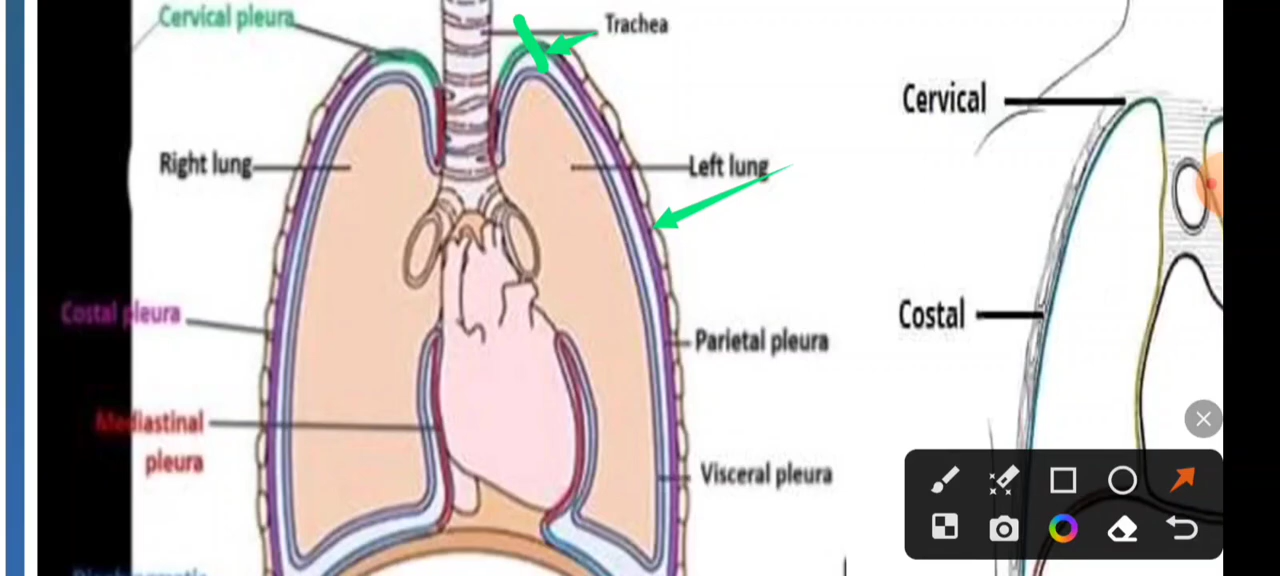 Cervical pleura
Trachea
Cervical
Right lung
Left lung
Costal pleura
Costal
Parietal pleura
Mediastinal
pleura
Visceral pleura